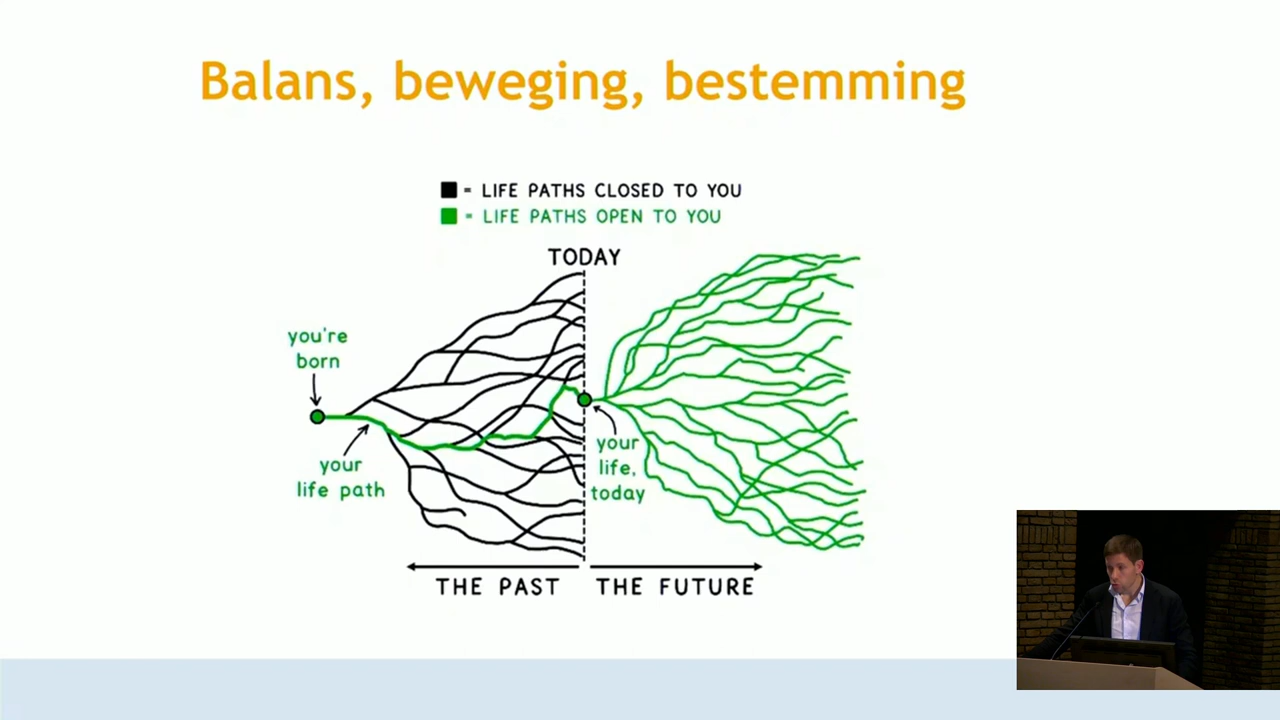 Balans, beweging, bestemming
= LIFE PATHS CLOSED TO YOU
= LIFE PATHS OPEN TO YOU
TODAY
you're
born
your
life path
your
life,
today
THE PAST
THE FUTURE